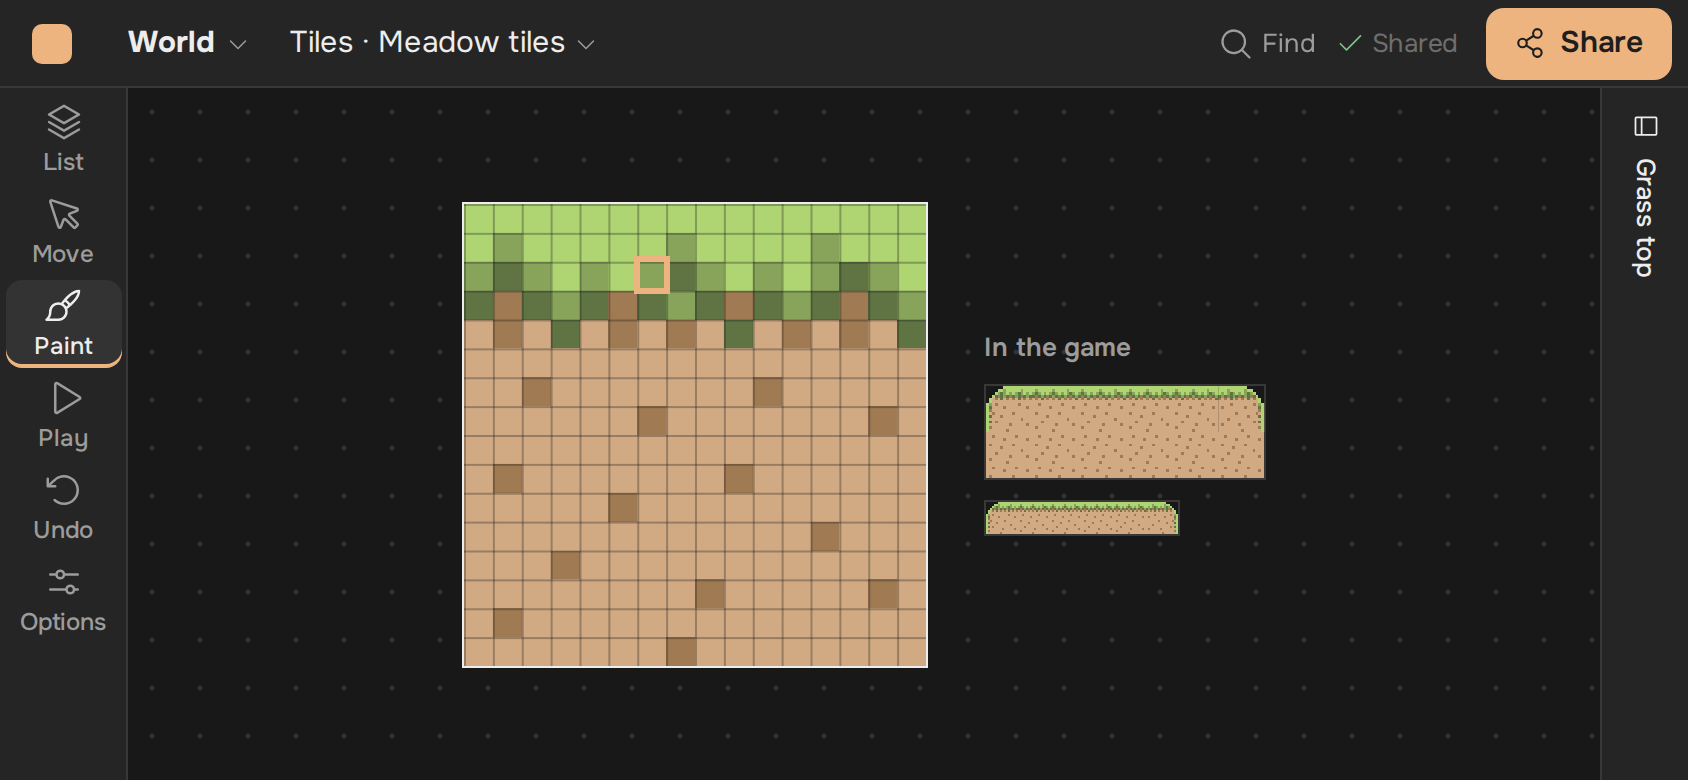 World
Tiles · Meadow tiles
Find
Shared
Share
List
Move
Paint
Play
Undo
Options
In the game
Grass top